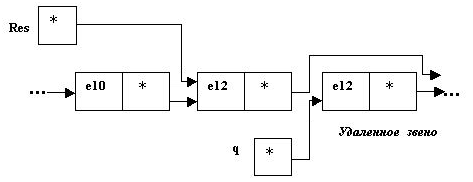 Res *
... e10 * e12 * e12 * ...
Удаленное звено
q *